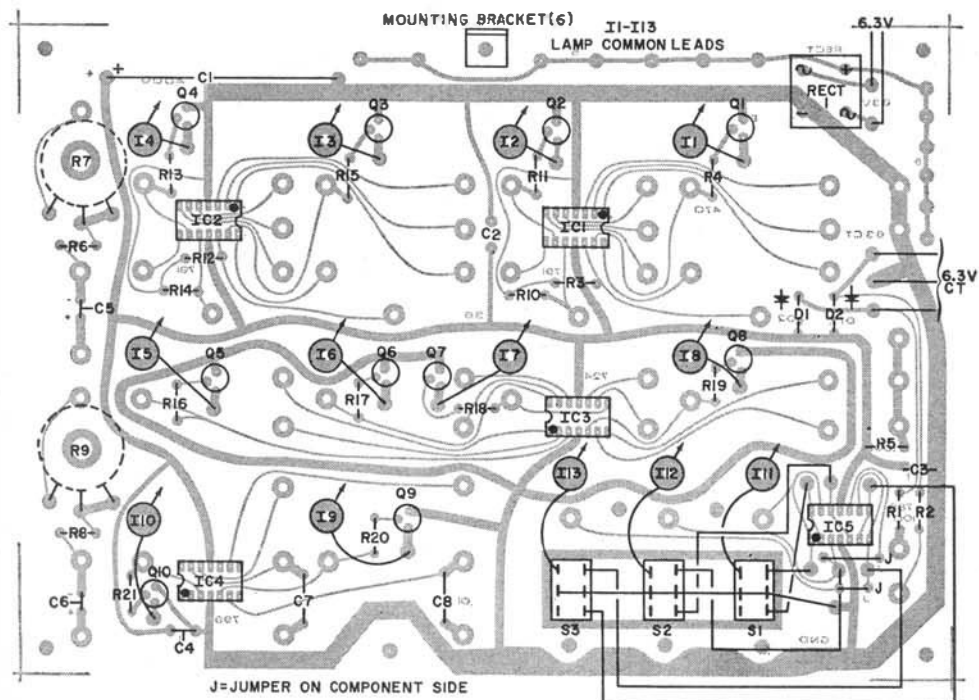 MOUNTING BRACKET(6)
I1-I13
LAMP COMMON LEADS
6.3V
+ C1
RECT
1
Q4
Q3
Q2
Q1
I4
I3
I2
I1
R7
R13
R15
R11
R4
IC2
IC1
R6
R12
C2
R3
R14
R10
6.3V
CT
C5
D1
D2
I5
Q5
I6
Q6
Q7
I7
I8
Q8
R16
R17
R18
R19
IC3
R9
R5
I13
I12
I11
C3
I10
I9
Q9
R8
R20
IC5
R1
R2
Q10
IC4
J
R21
C6
C7
C8
J
C4
S3
S2
S1
J=JUMPER ON COMPONENT SIDE